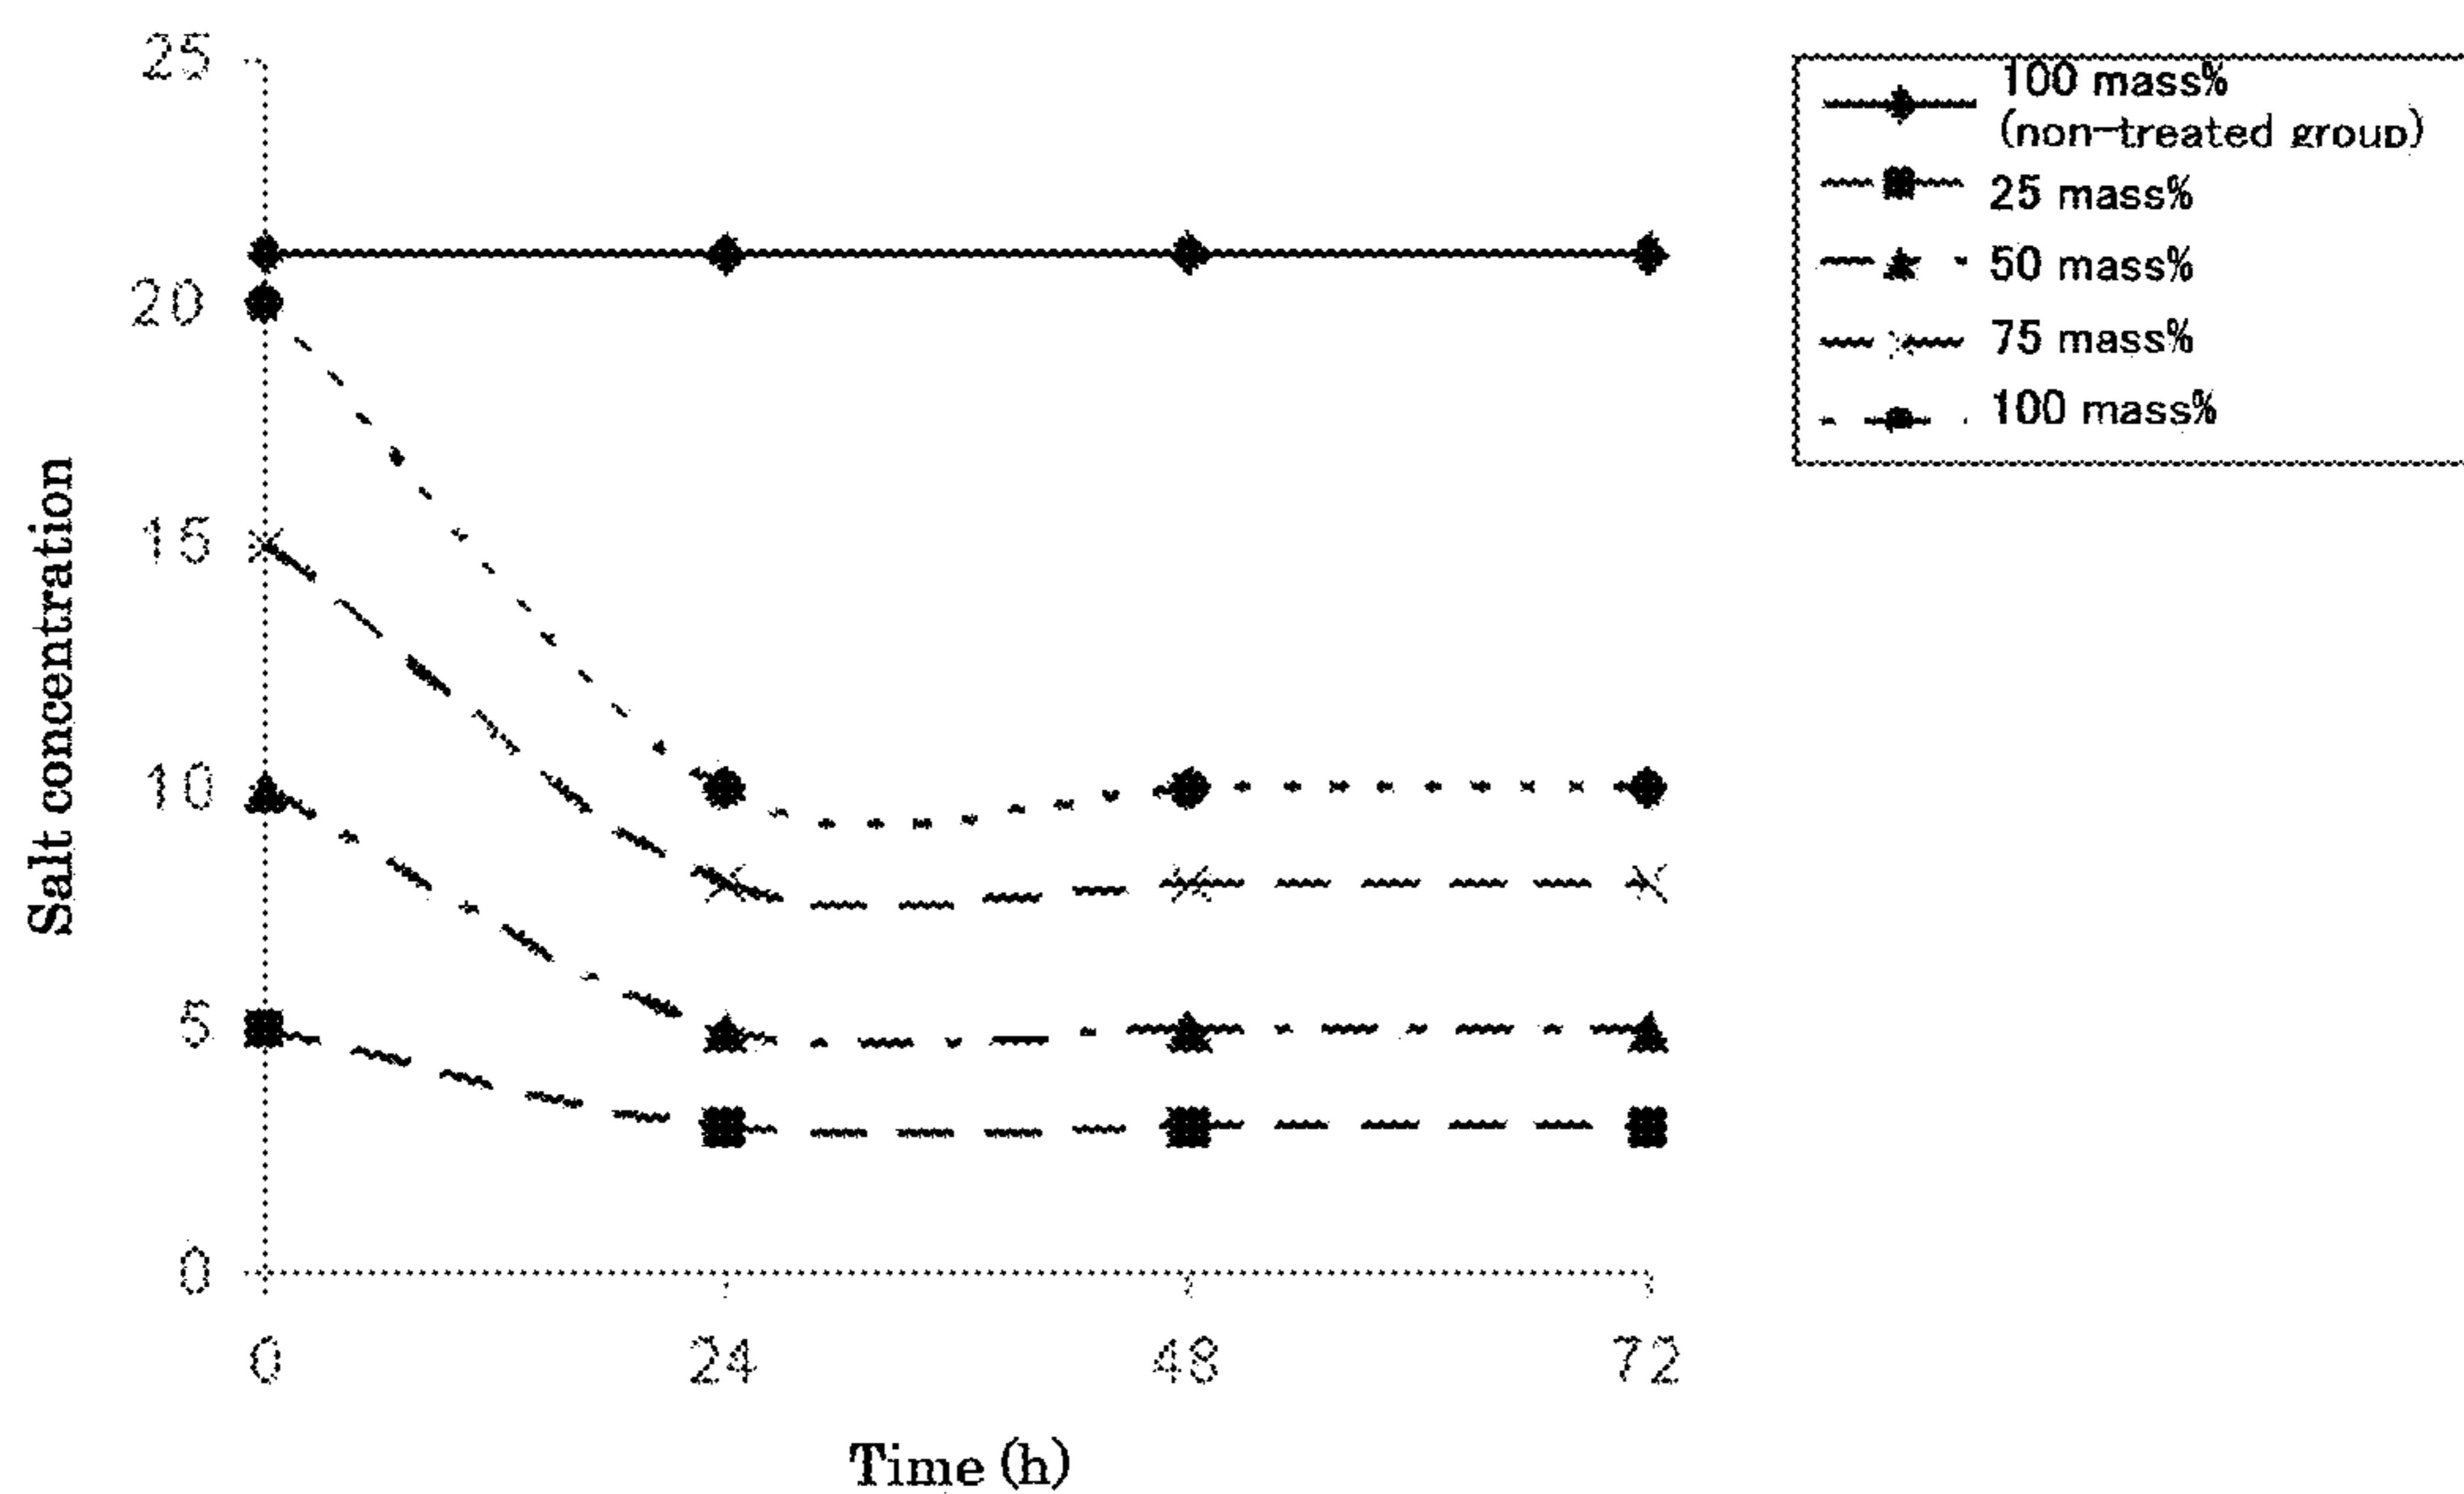 25
20
15
10
5
0
0 24 48 72
Salt concentration
Time (h)
100 mass%
(non-treated group)
25 mass%
50 mass%
75 mass%
100 mass%